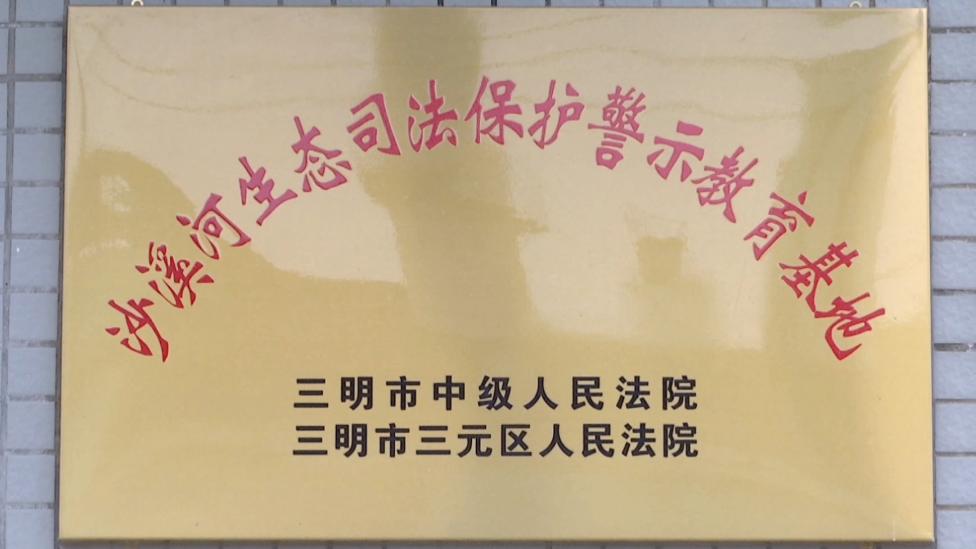 沙溪河生态司法保护警示教育基地
三明市中级人民法院
三明市三元区人民法院